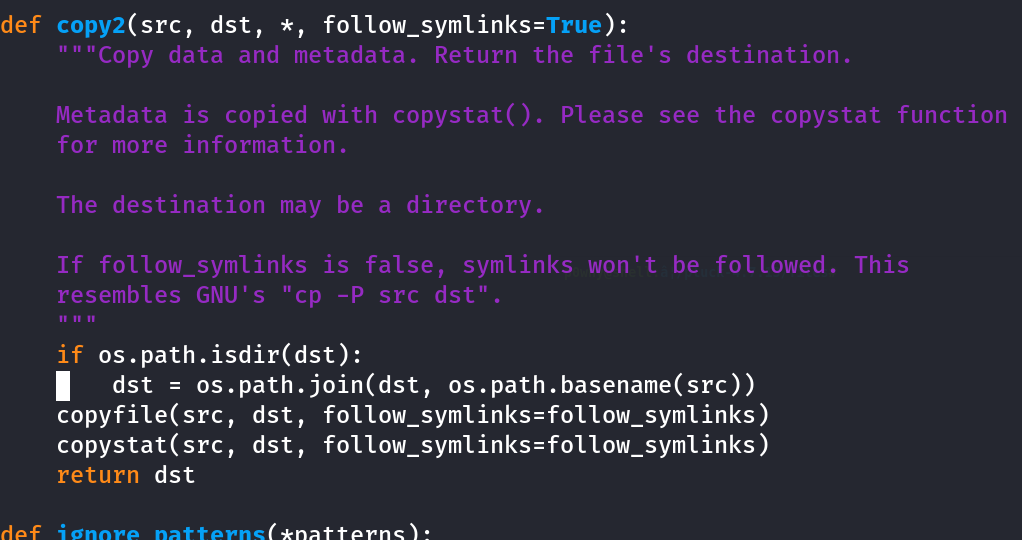 def copy2(src, dst, *, follow_symlinks=True):
    """Copy data and metadata. Return the file's destination.

    Metadata is copied with copystat(). Please see the copystat function
    for more information.

    The destination may be a directory.

    If follow_symlinks is false, symlinks won't be followed. This
    resembles GNU's "cp -P src dst".
    """
    if os.path.isdir(dst):
        dst = os.path.join(dst, os.path.basename(src))
    copyfile(src, dst, follow_symlinks=follow_symlinks)
    copystat(src, dst, follow_symlinks=follow_symlinks)
    return dst

def ignore_patterns(*patterns):